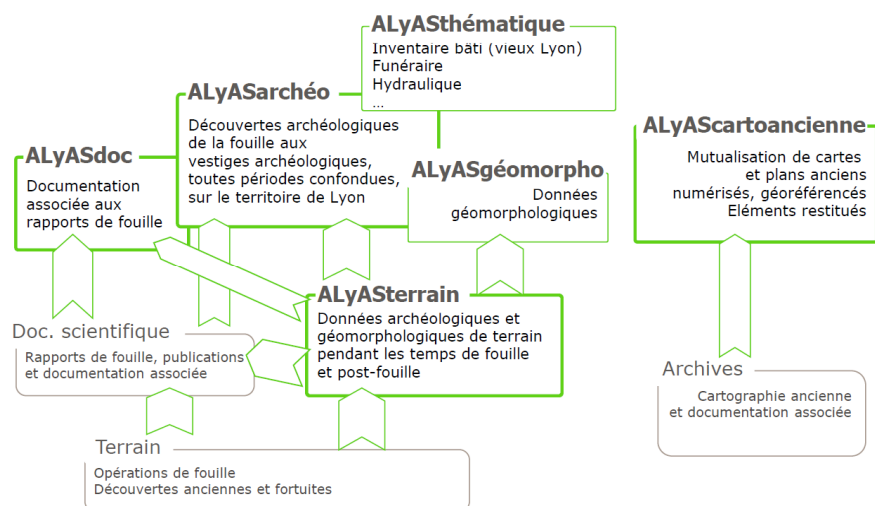 ALyASthématique
Inventaire bâti (vieux Lyon)
Funéraire
Hydraulique
...
ALyASarchéo
Découvertes archéologiques
de la fouille aux
vestiges archéologiques,
toutes périodes confondues,
sur le territoire de Lyon
ALyAScartoancienne
Mutualisation de cartes
et plans anciens
numérisés, géoréférencés
Eléments restitués
ALyASdoc
Documentation
associée aux
rapports de fouille
ALyASgéomorpho
Données
géomorphologiques
ALyASterrain
Données archéologiques et
géomorphologiques de terrain
pendant les temps de fouille
et post-fouille
Doc. scientifique
Rapports de fouille, publications
et documentation associée
Archives
Cartographie ancienne
et documentation associée
Terrain
Opérations de fouille
Découvertes anciennes et fortuites